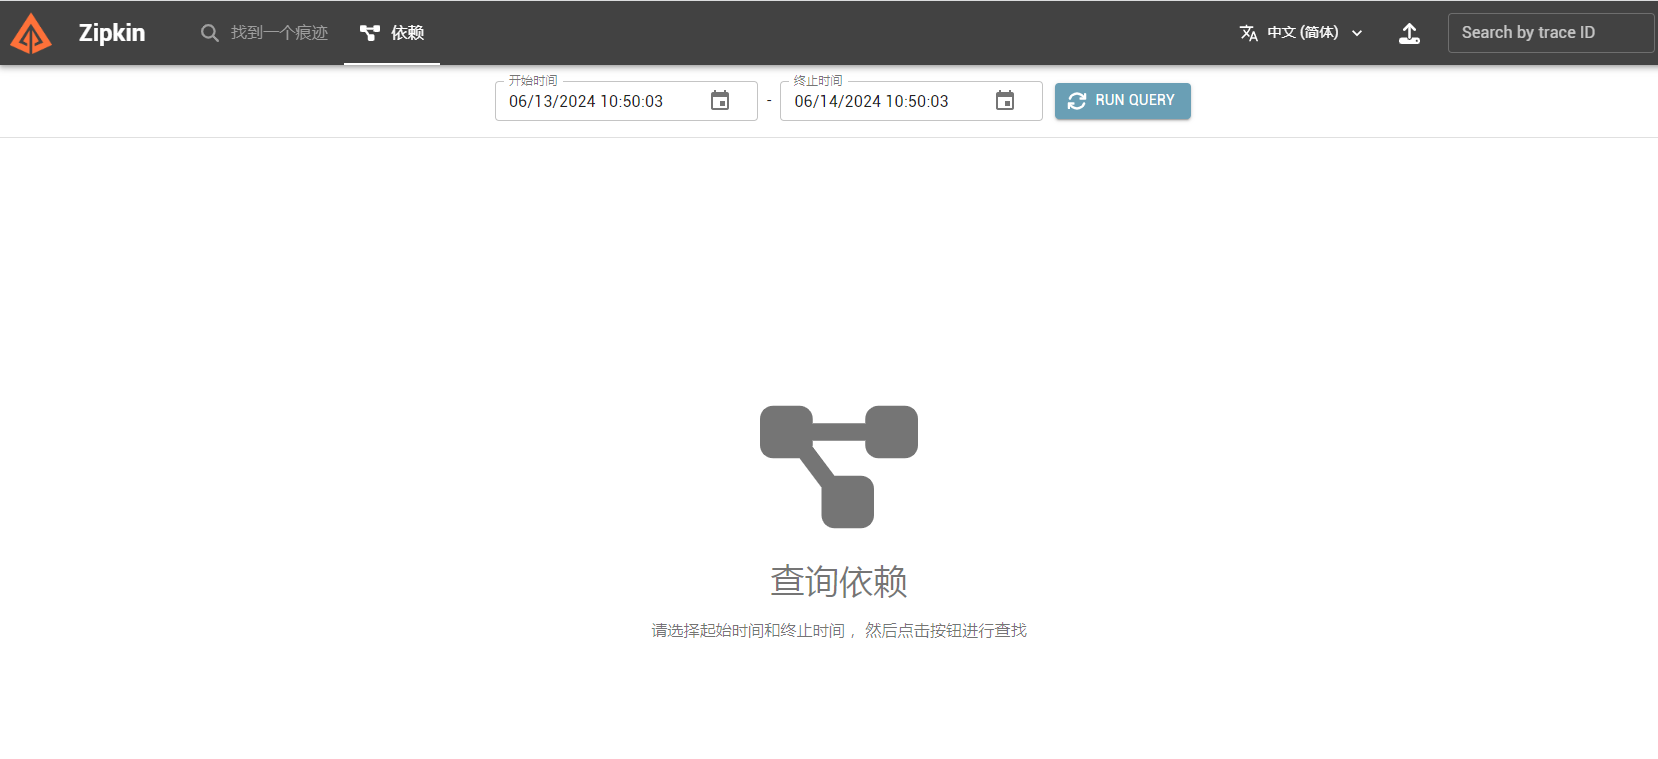 Zipkin
找到一个痕迹
依赖
中文 (简体)
Search by trace ID
开始时间
06/13/2024 10:50:03
-
终止时间
06/14/2024 10:50:03
RUN QUERY
查询依赖
请选择起始时间和终止时间，然后点击按钮进行查找